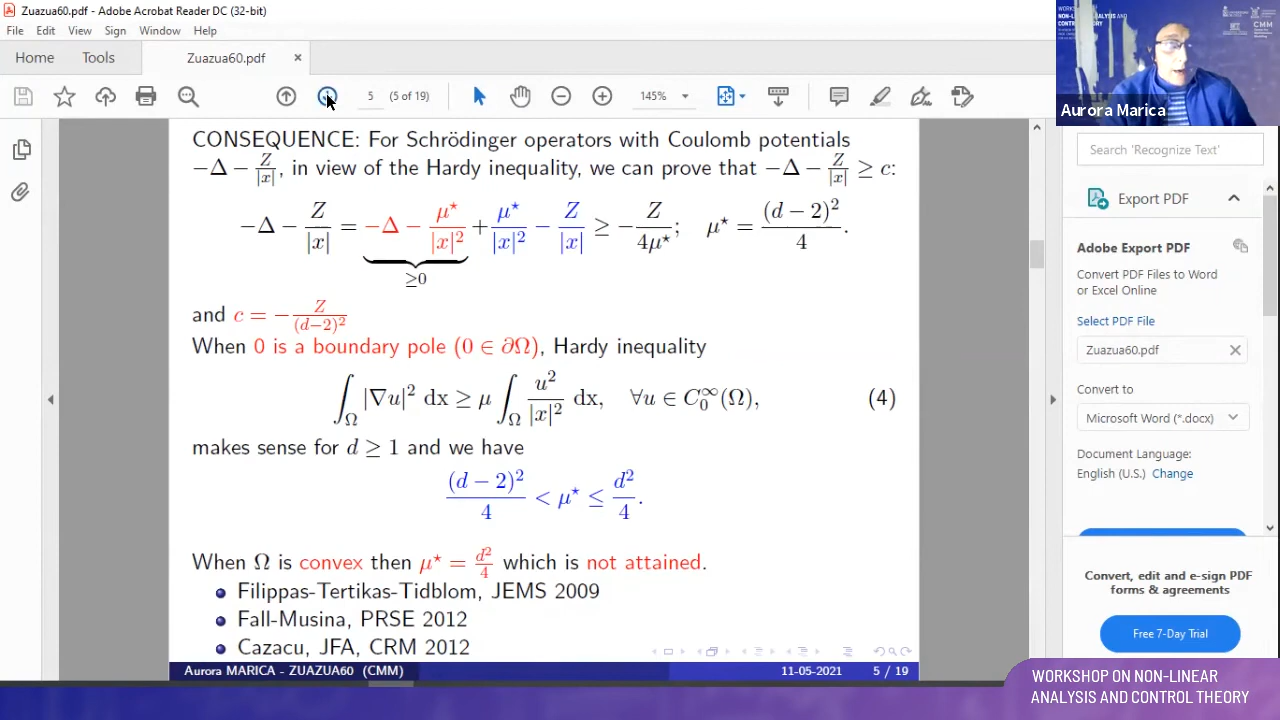 Zuazua60.pdf - Adobe Acrobat Reader DC (32-bit)
File Edit View Sign Window Help
Home Tools Zuazua60.pdf ×
5 (5 of 19) 145%
CONSEQUENCE: For Schrödinger operators with Coulomb potentials
−Δ − Z/|x|, in view of the Hardy inequality, we can prove that −Δ − Z/|x| ≥ c:
−Δ − Z/|x| = −Δ − μ⋆/|x|² + μ⋆/|x|² − Z/|x| ≥ −Z/4μ⋆; μ⋆ = (d − 2)²/4.
≥0
and c = −Z/(d−2)²
When 0 is a boundary pole (0 ∈ ∂Ω), Hardy inequality
∫_Ω |∇u|² dx ≥ μ ∫_Ω u²/|x|² dx, ∀u ∈ C₀^∞(Ω), (4)
makes sense for d ≥ 1 and we have
(d − 2)²/4 < μ⋆ ≤ d²/4.
When Ω is convex then μ⋆ = d²/4 which is not attained.
Filippas-Tertikas-Tidblom, JEMS 2009
Fall-Musina, PRSE 2012
Cazacu, JFA, CRM 2012
Aurora MARICA - ZUAZUA60 (CMM) 11-05-2021 5 / 19
Aurora Marica
NON-LINEAR
CMM
Search 'Recognize Text'
Export PDF
Adobe Export PDF
Convert PDF Files to Word
or Excel Online
Select PDF File
Zuazua60.pdf
Convert to
Microsoft Word (*.docx)
Document Language:
English (U.S.) Change
Convert, edit and e-sign PDF
forms & agreements
Free 7-Day Trial
WORKSHOP ON NON-LINEAR
ANALYSIS AND CONTROL THEORY